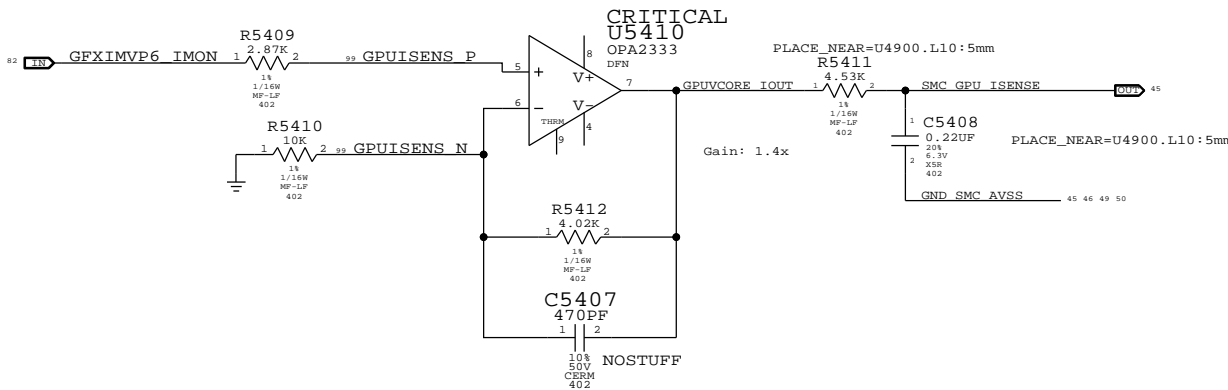 CRITICAL
U5410
OPA2333
DFN
R5409
2.87K
82 IN GFXIMVP6_IMON 1 2 99 GPUISENS_P
1%
1/16W
MF-LF
402
8
V+
5 +
6 -
V-
7
THRM
9
4
GPUVCORE_IOUT
PLACE_NEAR=U4900.L10:5mm
R5411
4.53K
1 2
1%
1/16W
MF-LF
402
SMC_GPU_ISENSE OUT 45
1
C5408
0.22UF
20%
6.3V
X5R
402
2
PLACE_NEAR=U4900.L10:5mm
GND_SMC_AVSS 45 46 49 50
Gain: 1.4x
R5410
10K
1 2 99 GPUISENS_N
1%
1/16W
MF-LF
402
R5412
4.02K
1 2
1%
1/16W
MF-LF
402
C5407
470PF
1 2
10%
50V
CERM
402
NOSTUFF